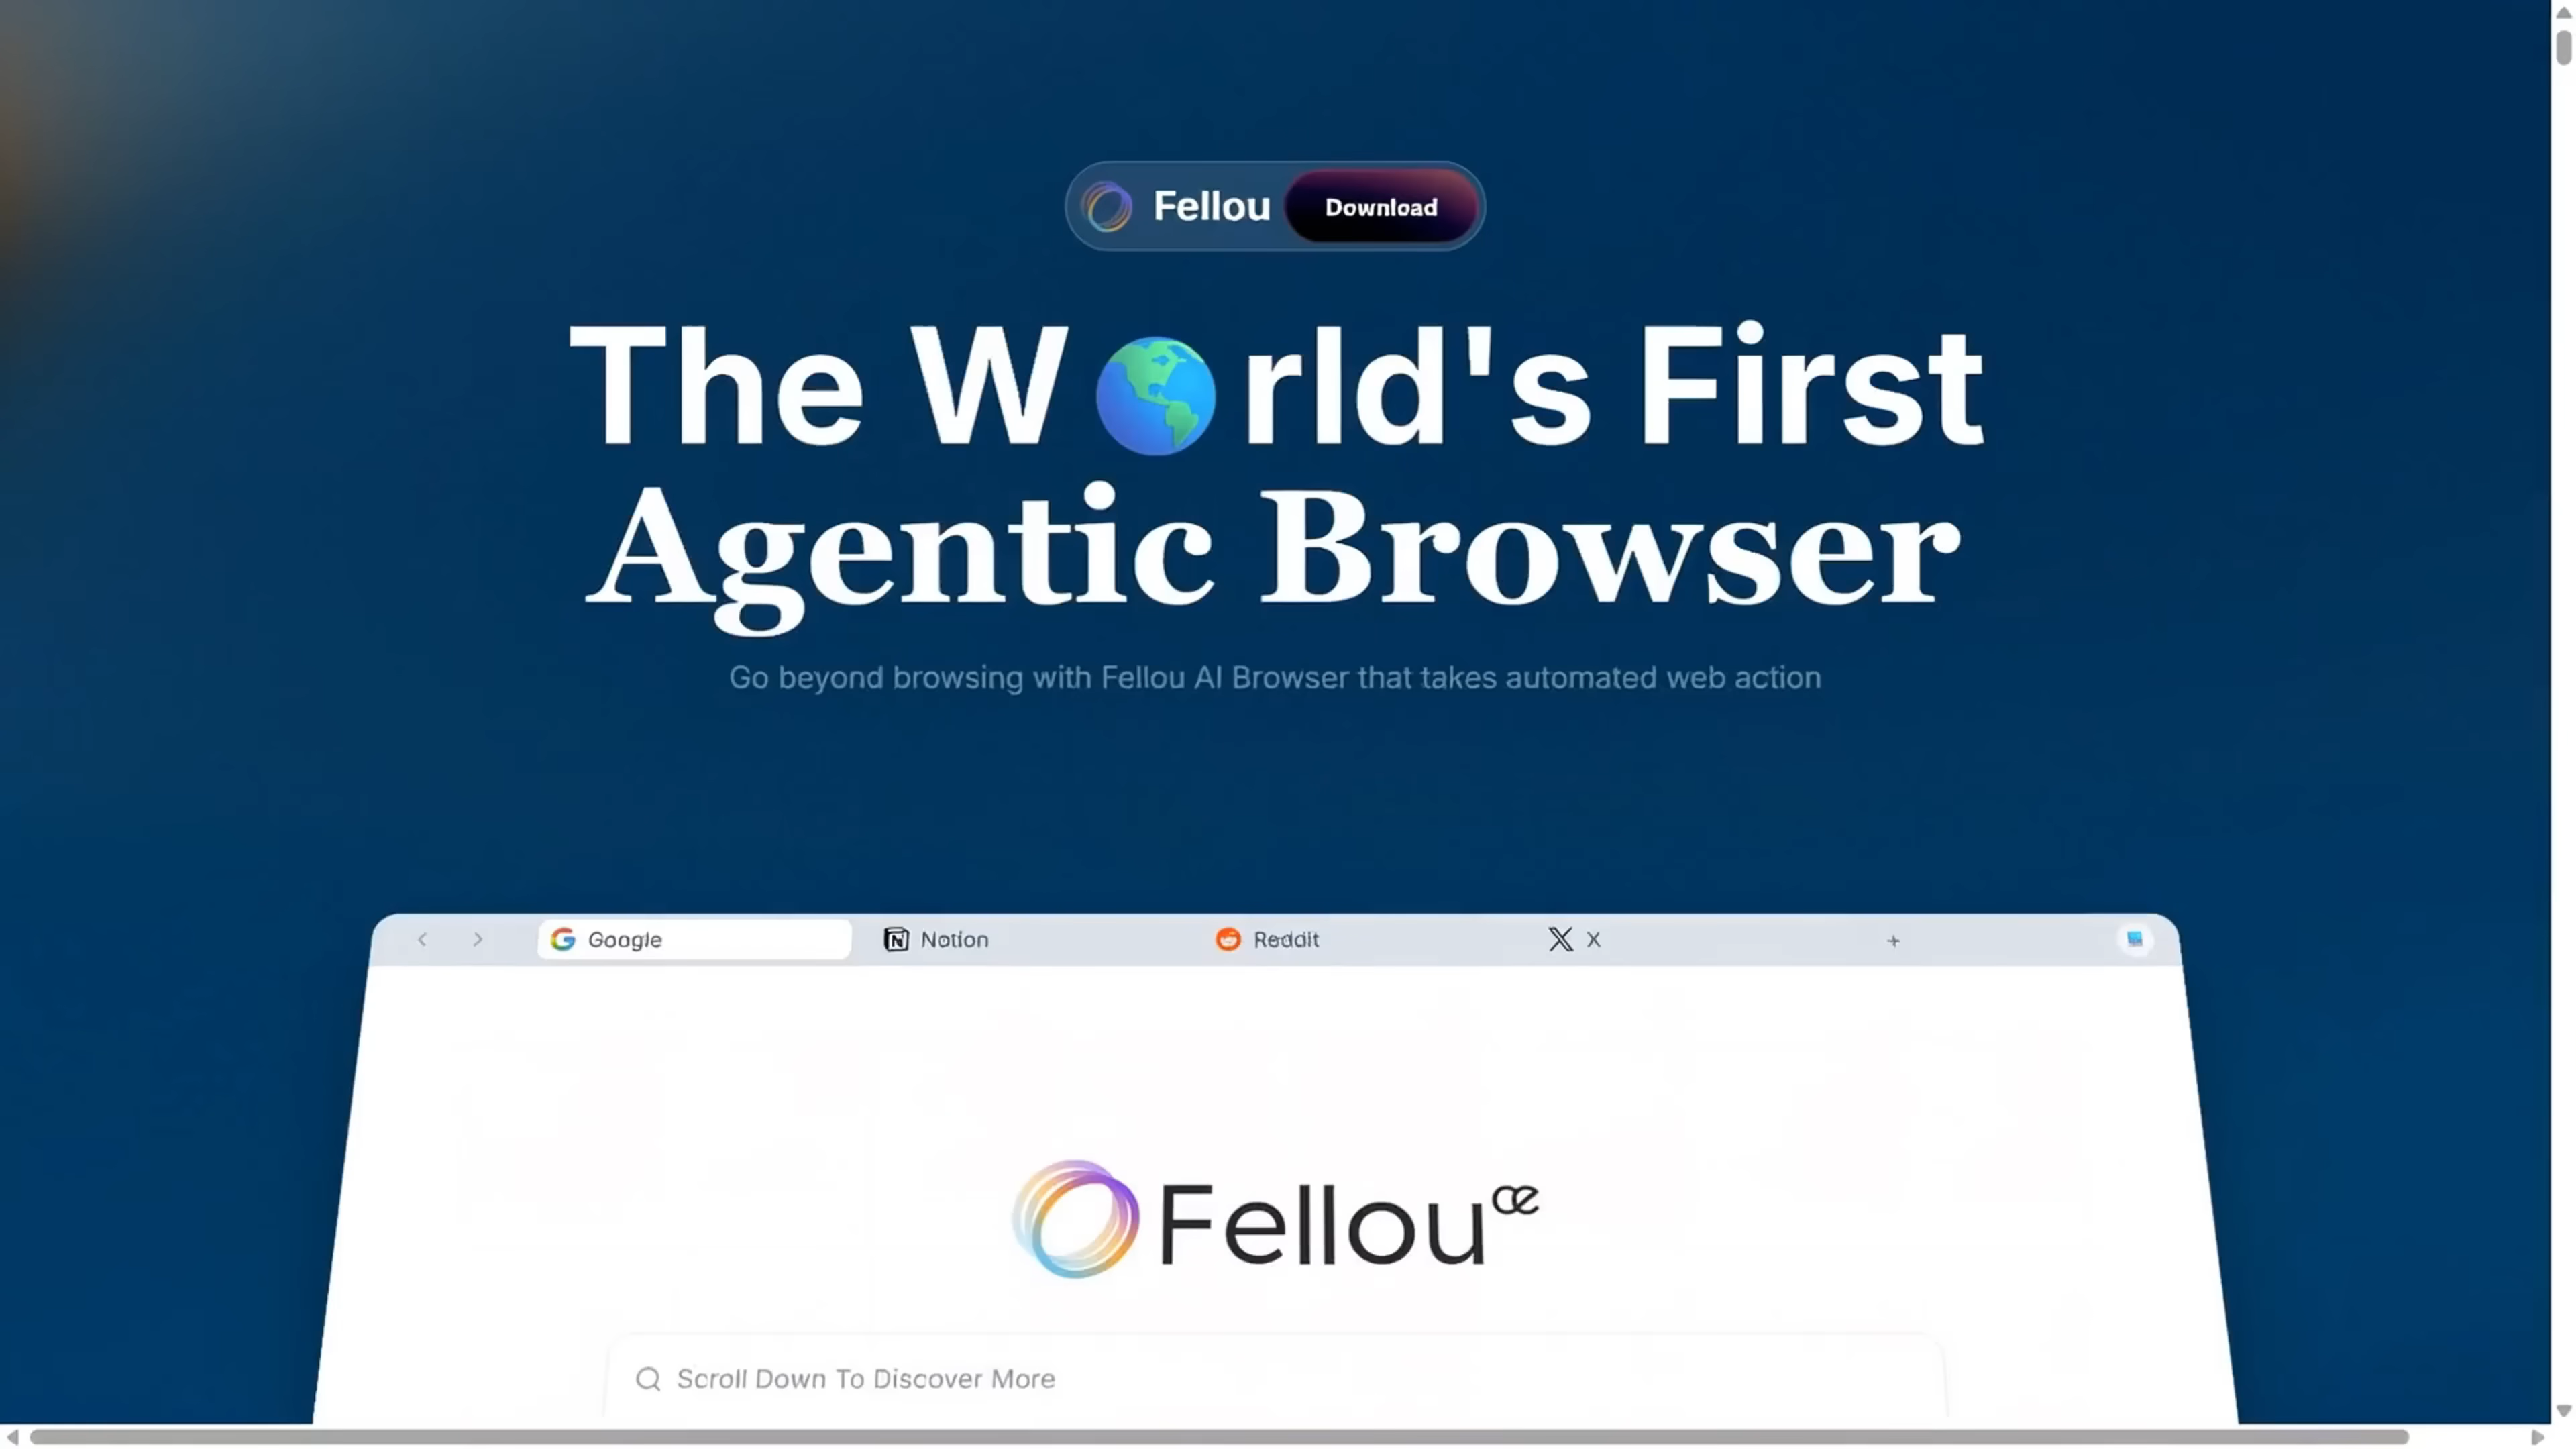 Fellou Download
The W🌎rld's First
Agentic Browser
Go beyond browsing with Fellou AI Browser that takes automated web action
Google Notion Reddit X
Fellou ce
Scroll Down To Discover More